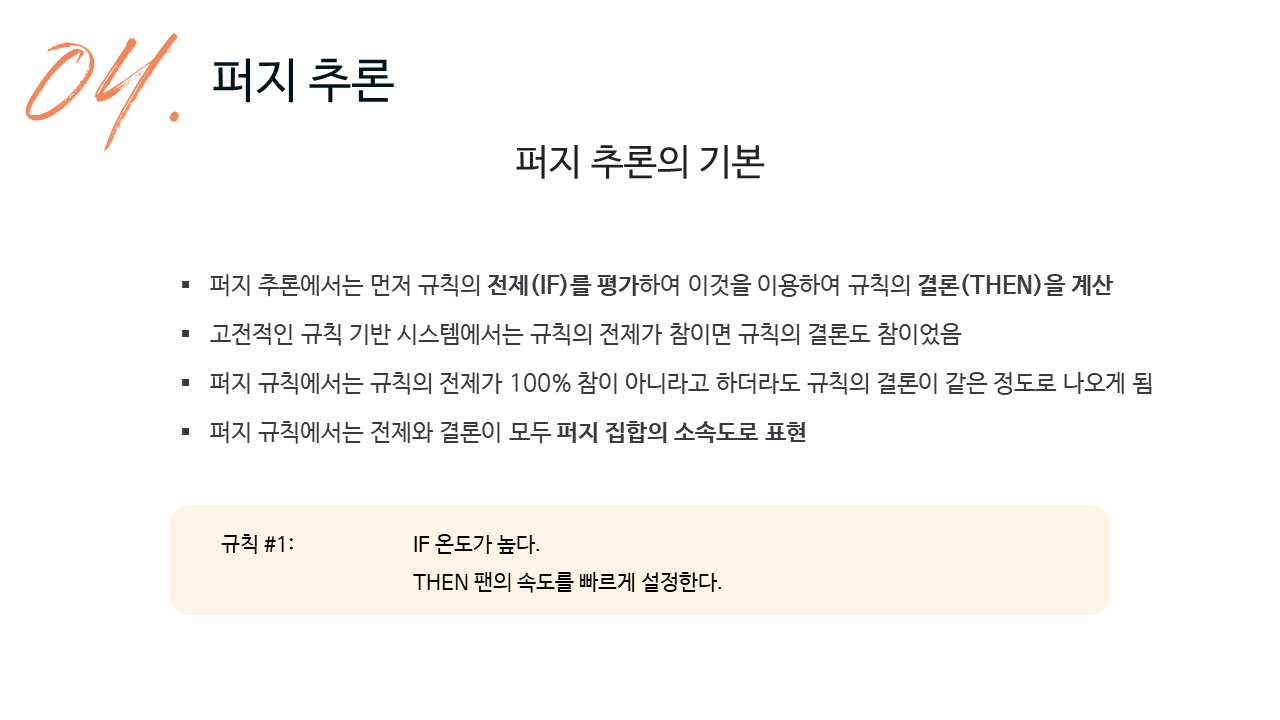 04.
퍼지 추론
퍼지 추론의 기본
▪ 퍼지 추론에서는 먼저 규칙의 전제(IF)를 평가하여 이것을 이용하여 규칙의 결론(THEN)을 계산
▪ 고전적인 규칙 기반 시스템에서는 규칙의 전제가 참이면 규칙의 결론도 참이었음
▪ 퍼지 규칙에서는 규칙의 전제가 100% 참이 아니라고 하더라도 규칙의 결론이 같은 정도로 나오게 됨
▪ 퍼지 규칙에서는 전제와 결론이 모두 퍼지 집합의 소속도로 표현
규칙 #1: IF 온도가 높다.
THEN 팬의 속도를 빠르게 설정한다.